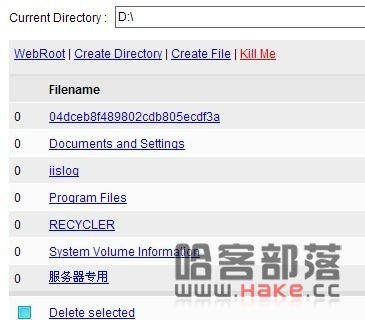 Current Directory : D:\
WebRoot | Create Directory | Create File | Kill Me
Filename
0 04dceb8f489802cdb805ecdf3a
0 Documents and Settings
0 iislog
0 Program Files
0 RECYCLER
0 System Volume Information
0 服务器专用
哈客部落
www.Hake.cc
Delete selected